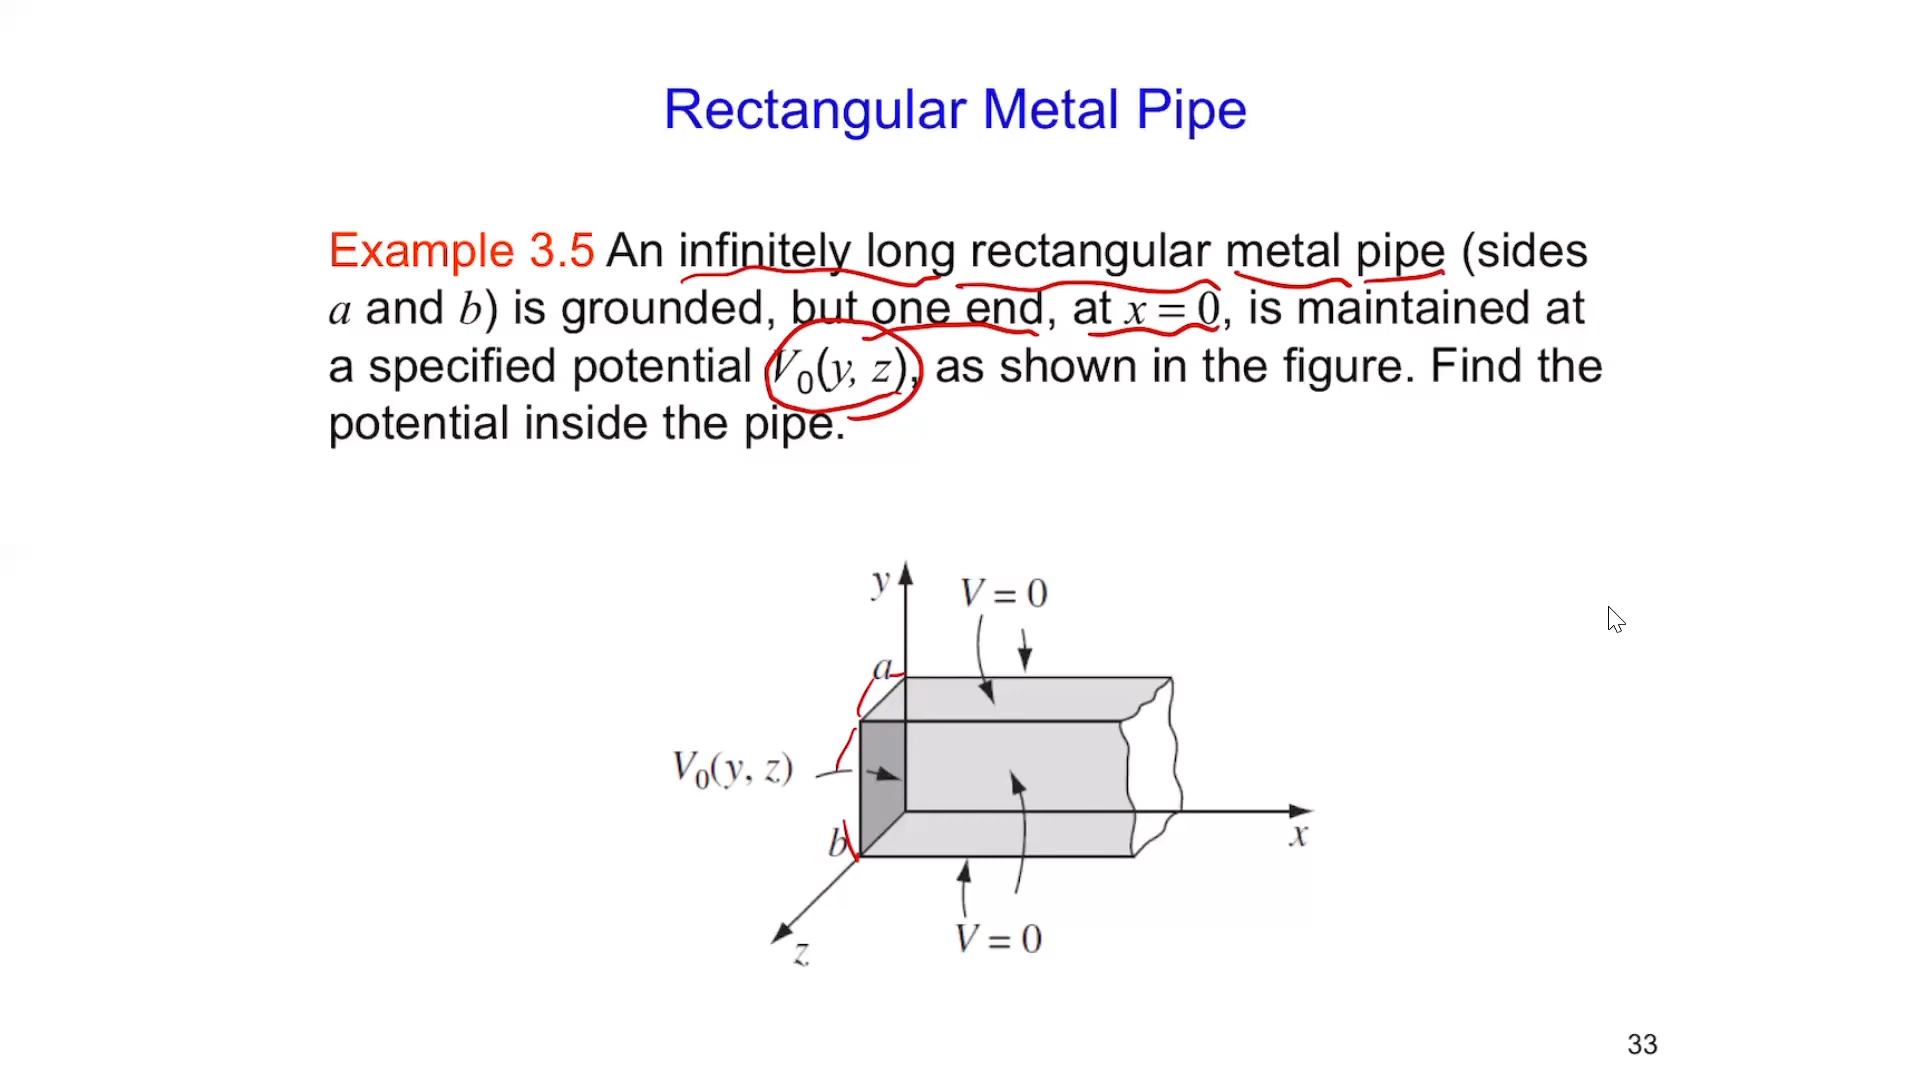 Rectangular Metal Pipe
Example 3.5 An infinitely long rectangular metal pipe (sides
a and b) is grounded, but one end, at x = 0, is maintained at
a specified potential V₀(y, z), as shown in the figure. Find the
potential inside the pipe.
y
V = 0
a
V₀(y, z)
b
x
z
V = 0
33